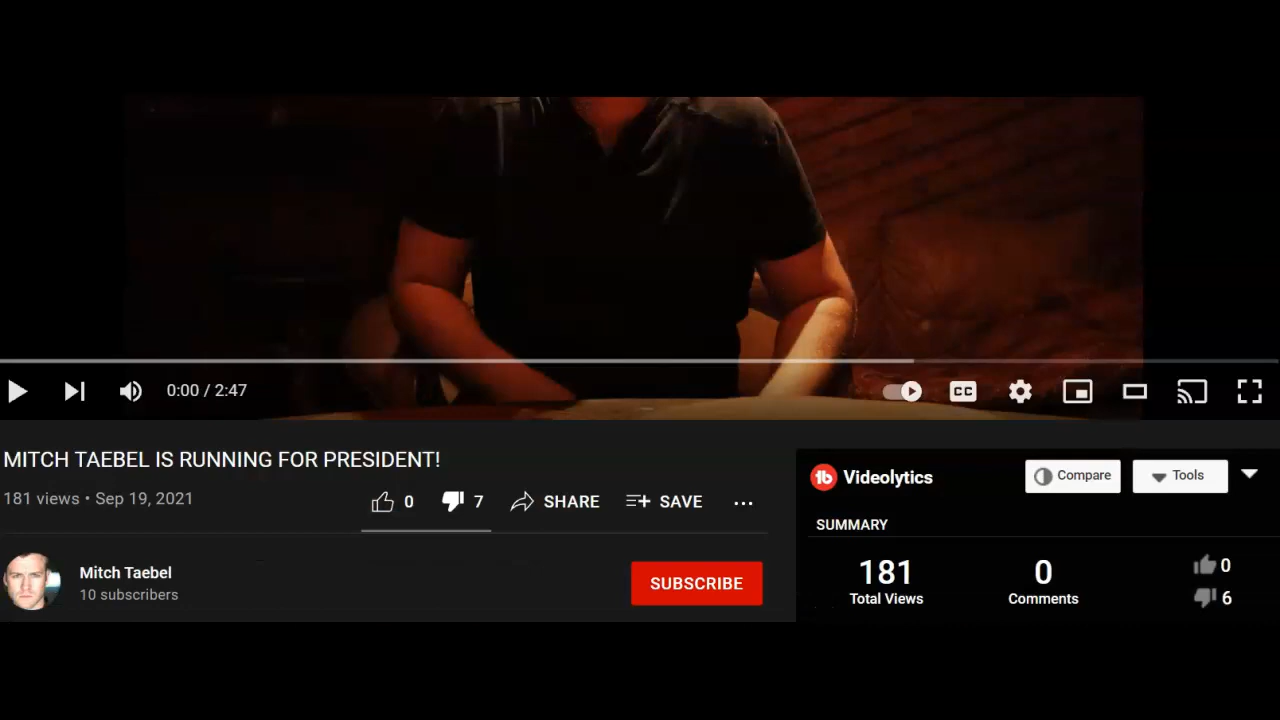 0:00 / 2:47
CC
MITCH TAEBEL IS RUNNING FOR PRESIDENT!
181 views • Sep 19, 2021
0
7
SHARE
SAVE
Mitch Taebel
10 subscribers
SUBSCRIBE
tb Videolytics
Compare
Tools
SUMMARY
181
Total Views
0
Comments
0
6